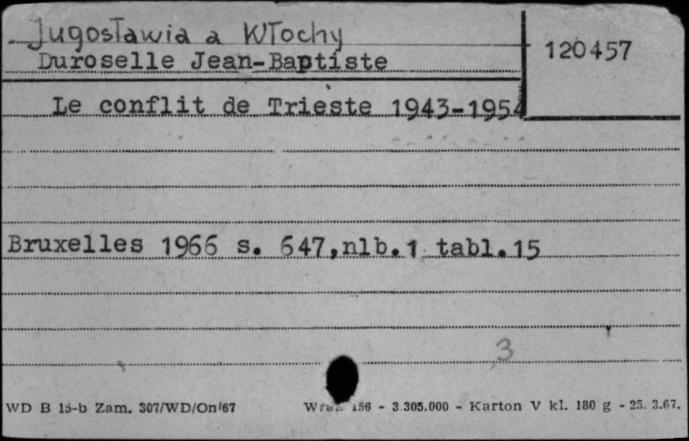 Jugosławia a Włochy
120457
Duroselle Jean-Baptiste
Le conflit de Trieste 1943-1954
Bruxelles 1966 s. 647,nlb.1 tabl.15
3
WD B 15-b Zam. 307/WD/On/67 156 - 3.305.000 - Karton V kl. 180 g - 25. 3.67.